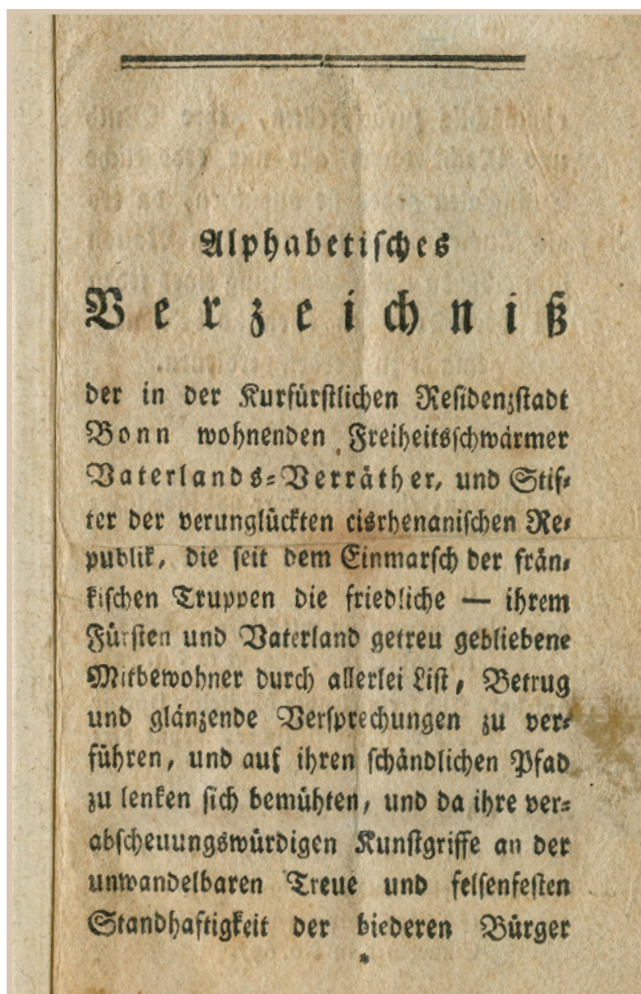 Alphabetisches
Verzeichniß
der in der Kurfürstlichen Residenzstadt
Bonn wohnenden Freiheitsschwärmer
Vaterlands-Verräther, und Stif-
ter der verunglückten cisrhenanischen Re-
publik, die seit dem Einmarsch der frän-
kischen Truppen die friedliche — ihrem
Fürsten und Vaterland getreu gebliebene
Mitbewohner durch allerlei List, Betrug
und glänzende Versprechungen zu ver-
führen, und auf ihren schändlichen Pfad
zu lenken sich bemühten, und da ihre ver-
abscheuungswürdigen Kunstgriffe an der
unwandelbaren Treue und felsenfesten
Standhaftigkeit der biederen Bürger
*